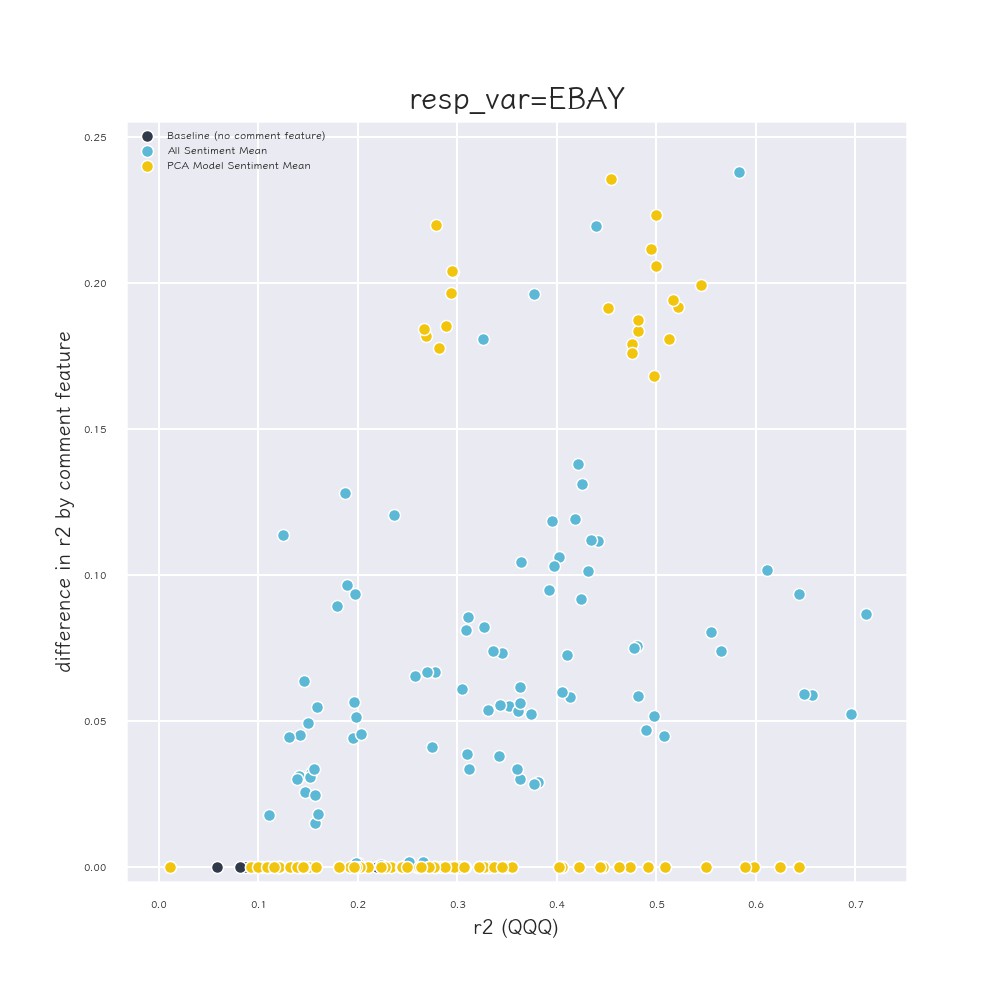 resp_var=EBAY
Baseline (no comment feature)
All Sentiment Mean
PCA Model Sentiment Mean
difference in r2 by comment feature
0.25
0.20
0.15
0.10
0.05
0.00
0.0 0.1 0.2 0.3 0.4 0.5 0.6 0.7
r2 (QQQ)